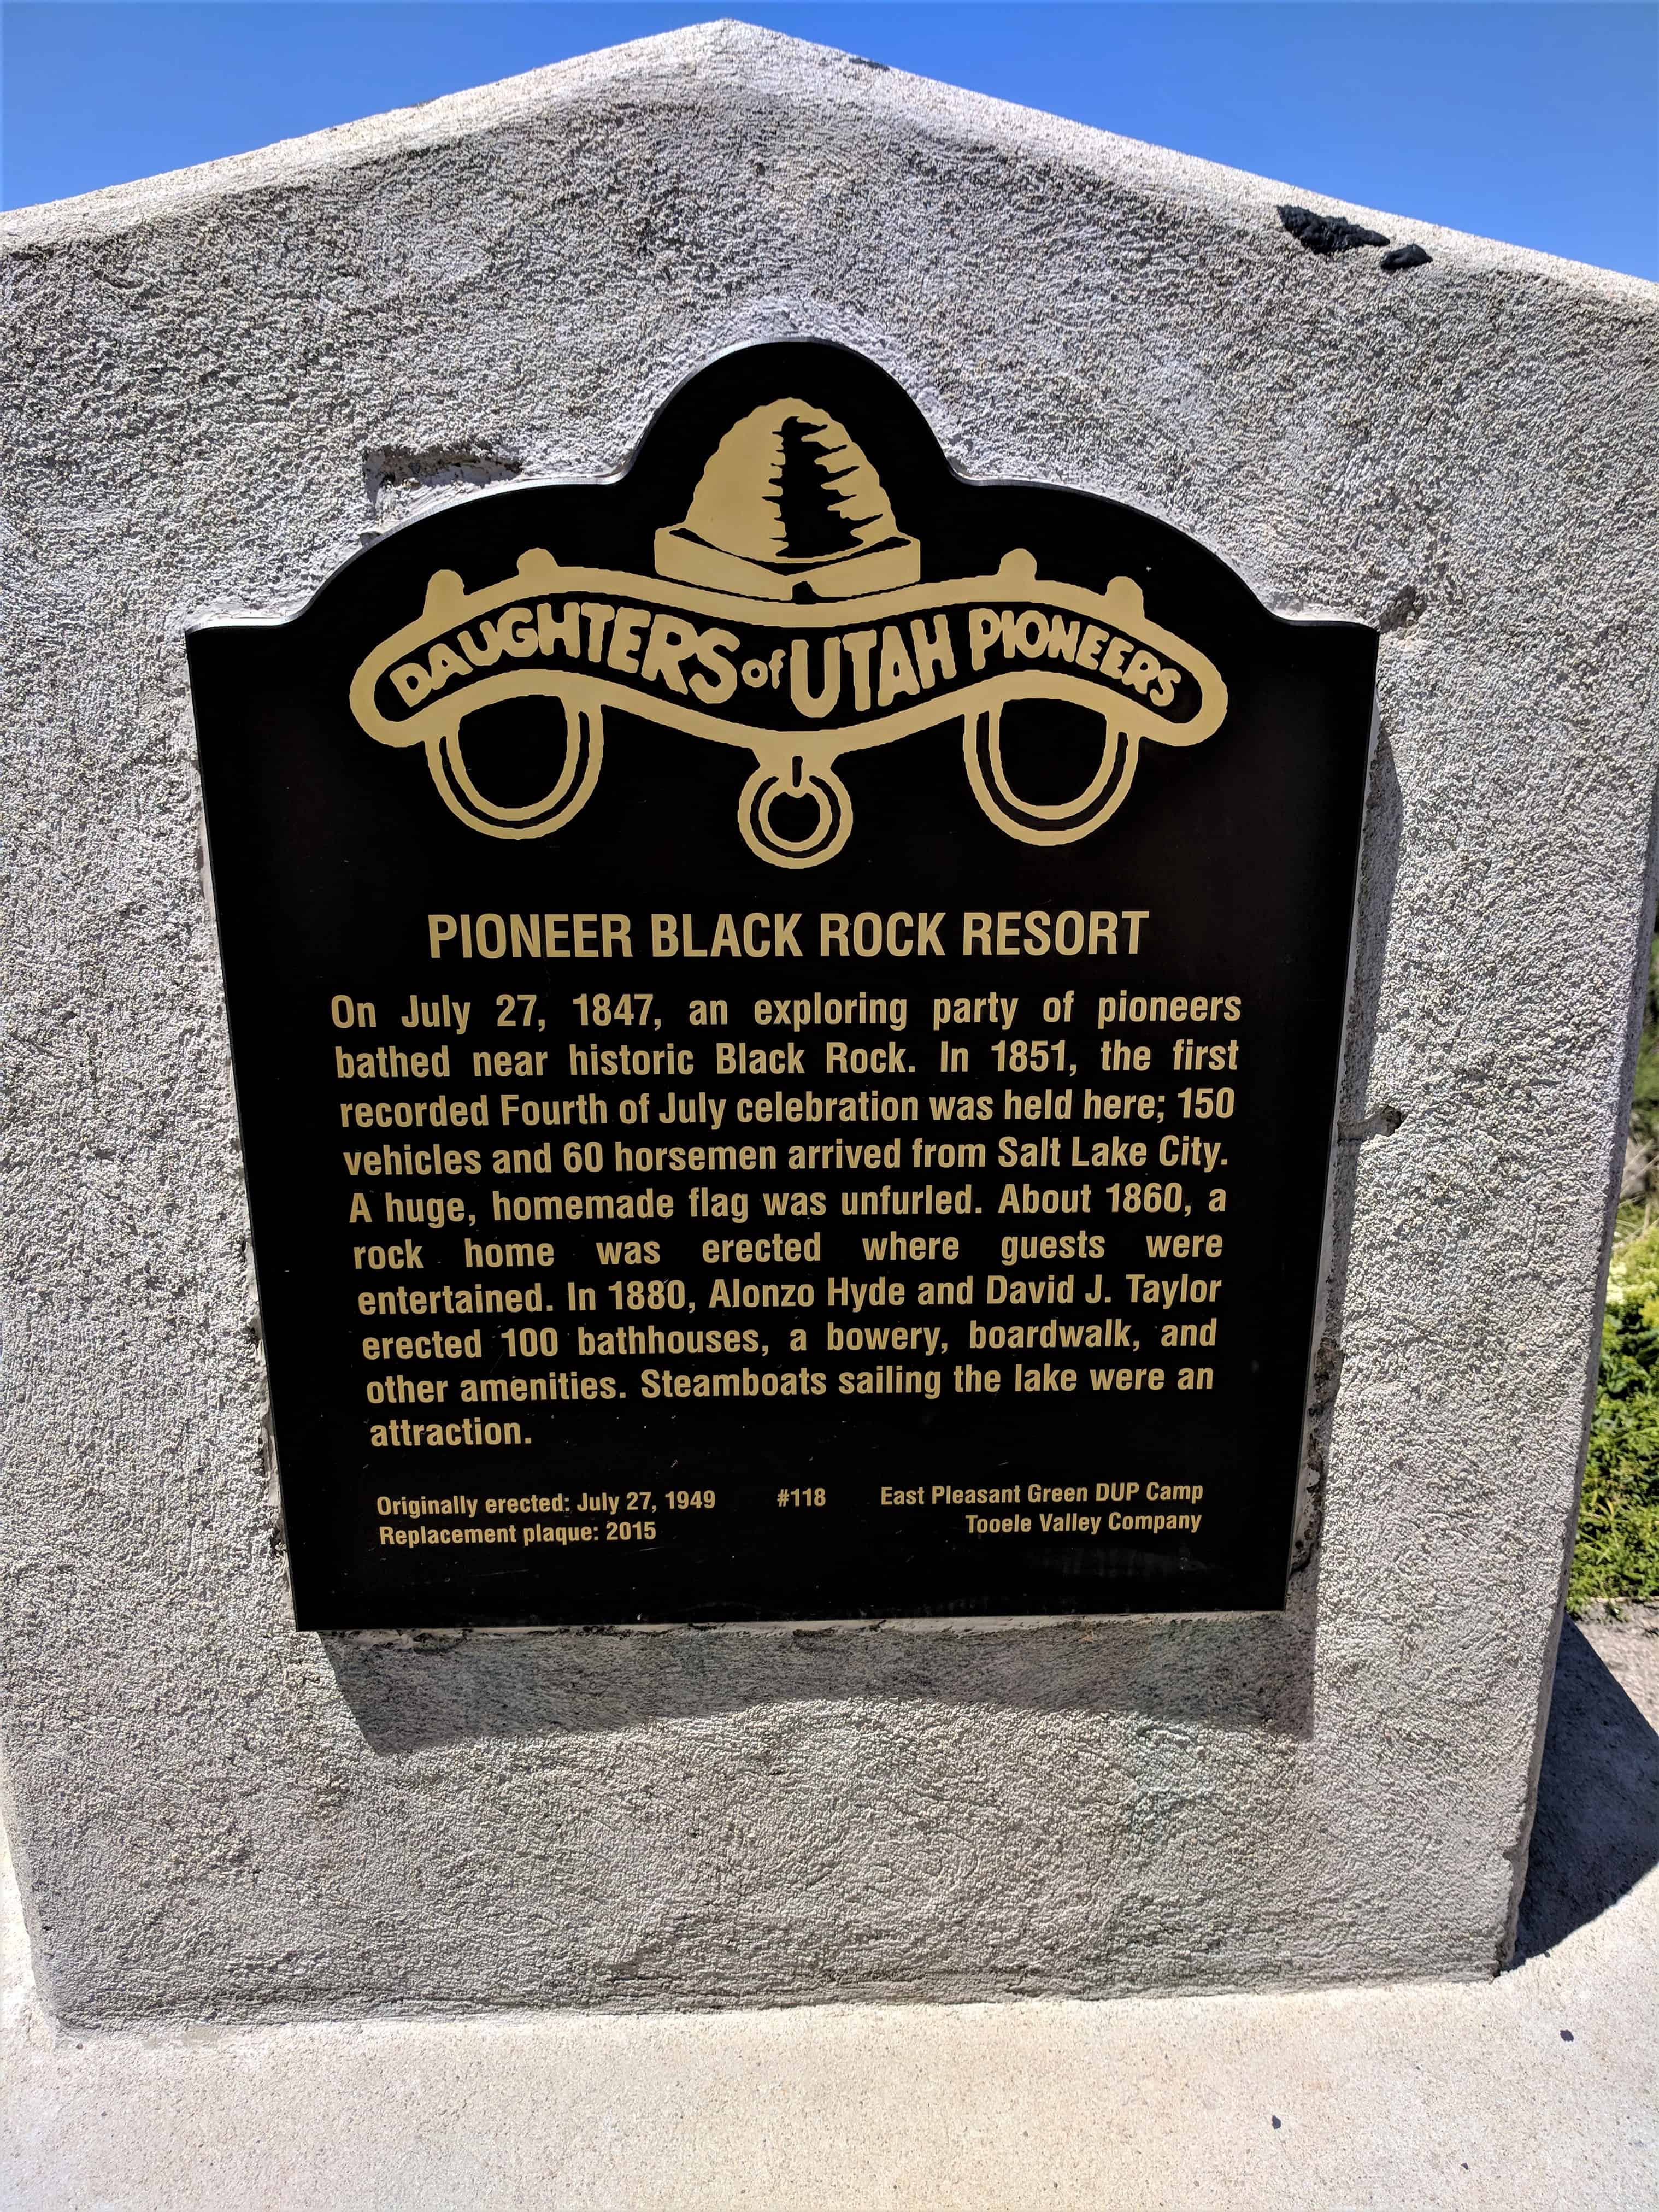 DAUGHTERS of UTAH PIONEERS
PIONEER BLACK ROCK RESORT
On July 27, 1847, an exploring party of pioneers
bathed near historic Black Rock. In 1851, the first
recorded Fourth of July celebration was held here; 150
vehicles and 60 horsemen arrived from Salt Lake City.
A huge, homemade flag was unfurled. About 1860, a
rock home was erected where guests were
entertained. In 1880, Alonzo Hyde and David J. Taylor
erected 100 bathhouses, a bowery, boardwalk, and
other amenities. Steamboats sailing the lake were an
attraction.
Originally erected: July 27, 1949 #118 East Pleasant Green DUP Camp
Replacement plaque: 2015 Tooele Valley Company